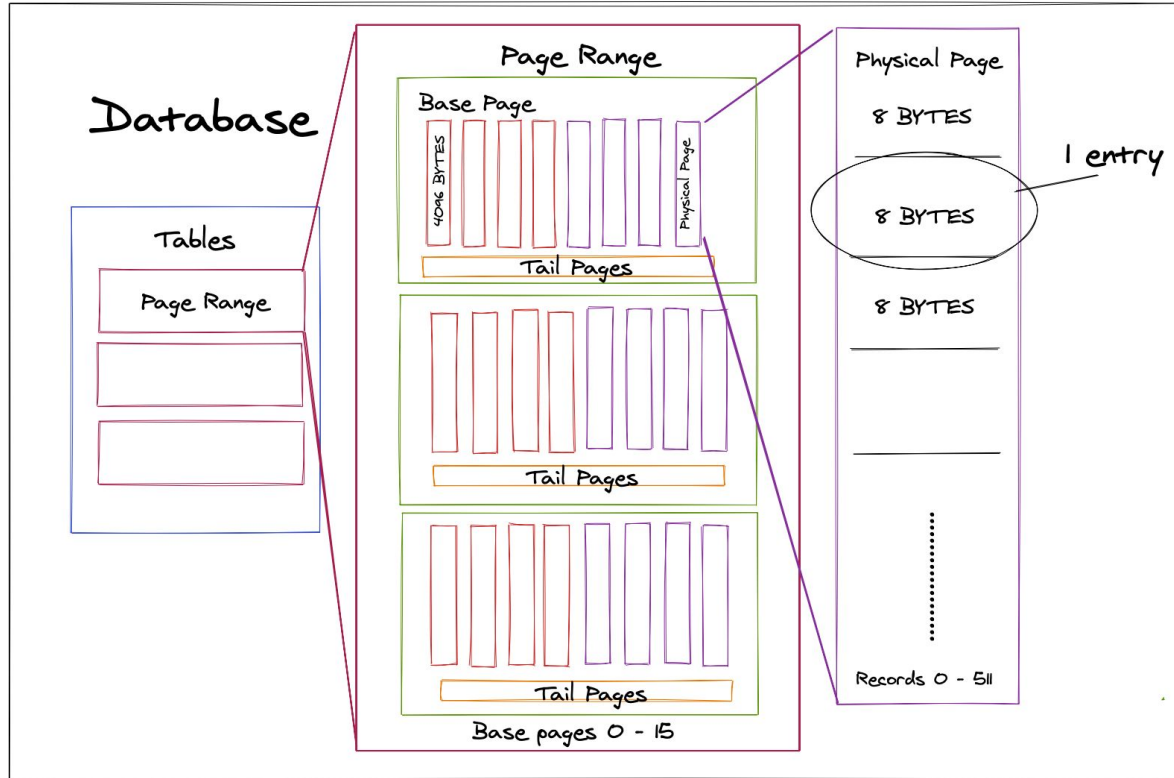 Database
Tables
Page Range
Page Range
Base Page
4096 BYTES
Physical Page
Tail Pages
Tail Pages
Tail Pages
Base pages 0 - 15
Physical Page
8 BYTES
8 BYTES
8 BYTES
1 entry
Records 0 - 511